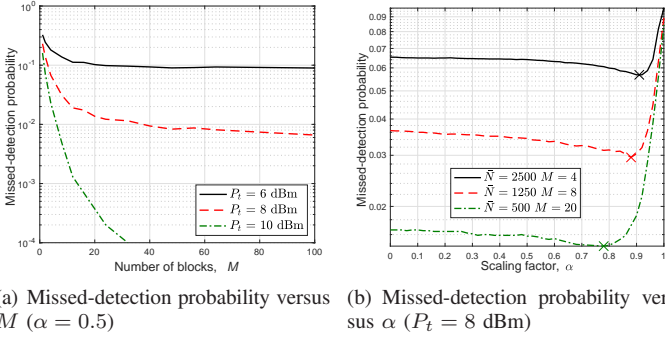 10^0
10^-1
10^-2
10^-3
10^-4
Missed-detection probability
0 20 40 60 80 100
Number of blocks, M
P_t = 6 dBm
P_t = 8 dBm
P_t = 10 dBm
0.09
0.08
0.07
0.06
0.05
0.04
0.03
0.02
Missed-detection probability
0 0.1 0.2 0.3 0.4 0.5 0.6 0.7 0.8 0.9 1
Scaling factor, α
N̄ = 2500 M = 4
N̄ = 1250 M = 8
N̄ = 500 M = 20
a) Missed-detection probability versus
M (α = 0.5)
(b) Missed-detection probability ver-
sus α (P_t = 8 dBm)